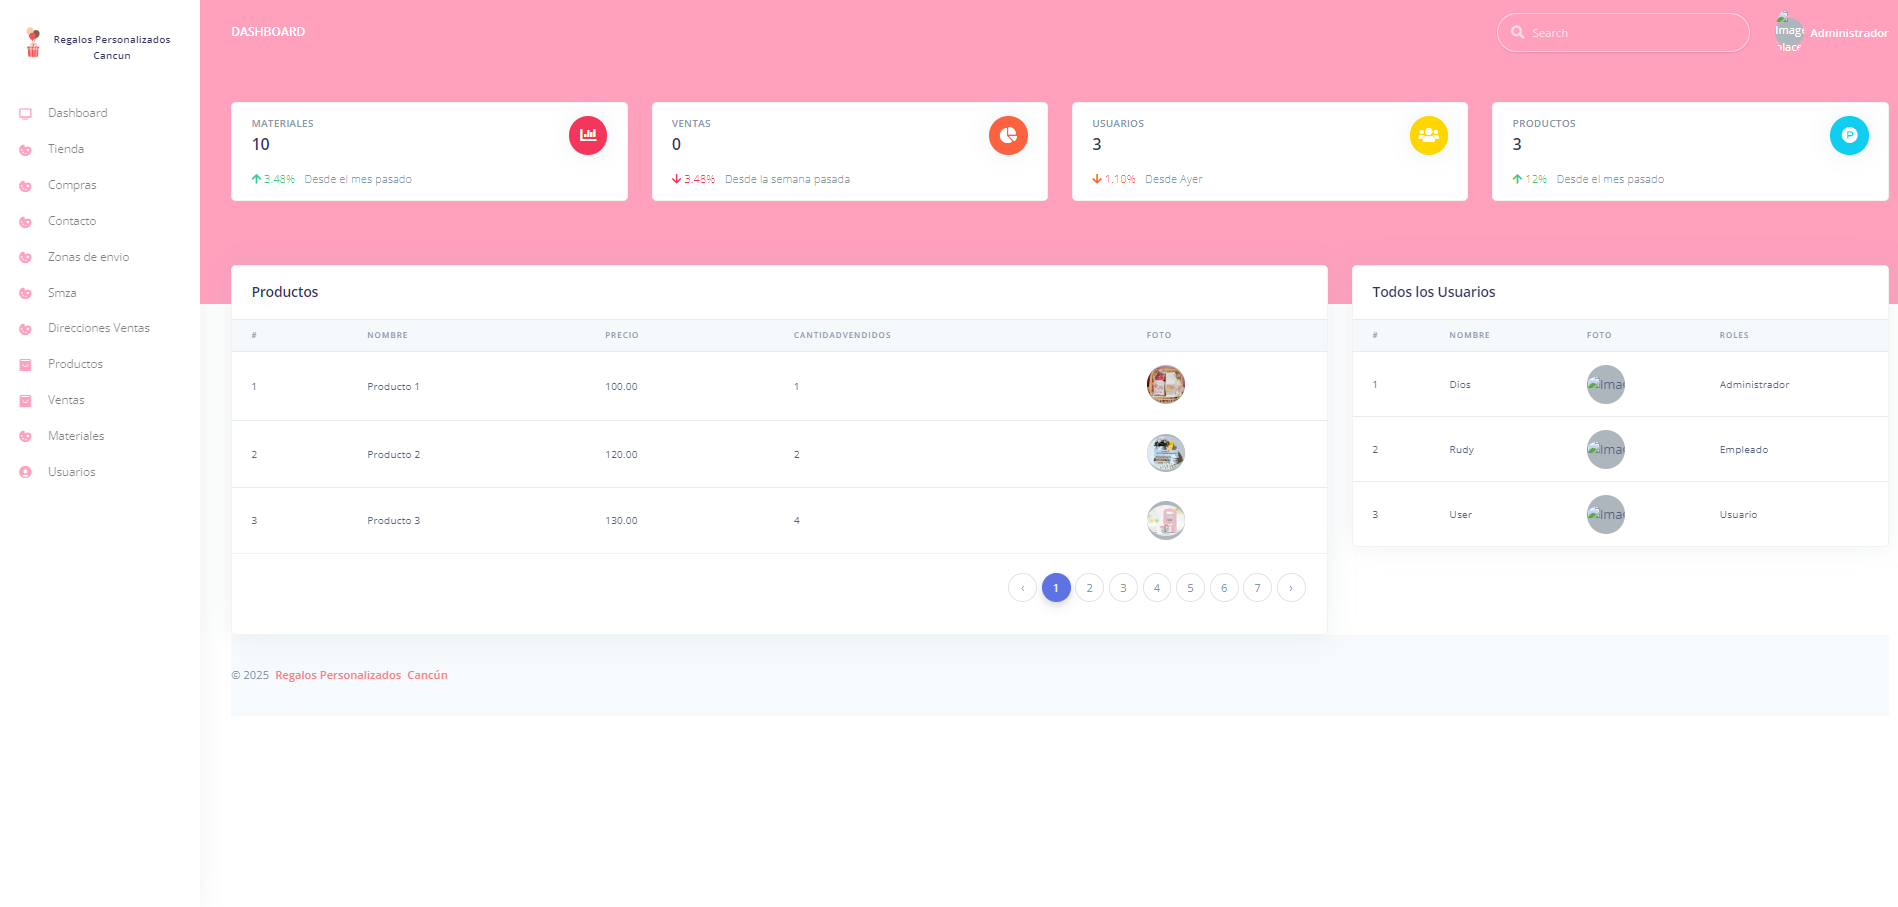 Regalos Personalizados
Cancun
Dashboard
Tienda
Compras
Contacto
Zonas de envio
Smza
Direcciones Ventas
Productos
Ventas
Materiales
Usuarios
DASHBOARD
Search
Image
place
Administrador
MATERIALES
10
3.48% Desde el mes pasado
VENTAS
0
3.48% Desde la semana pasada
USUARIOS
3
1.10% Desde Ayer
PRODUCTOS
3
P
12% Desde el mes pasado
Productos
# NOMBRE PRECIO CANTIDADVENDIDOS FOTO
1 Producto 1 100.00 1
2 Producto 2 120.00 2
3 Producto 3 130.00 4
‹ 1 2 3 4 5 6 7 ›
Todos los Usuarios
# NOMBRE FOTO ROLES
1 Dios Ima Administrador
2 Rudy Ima Empleado
3 User Ima Usuario
© 2025 Regalos Personalizados Cancún